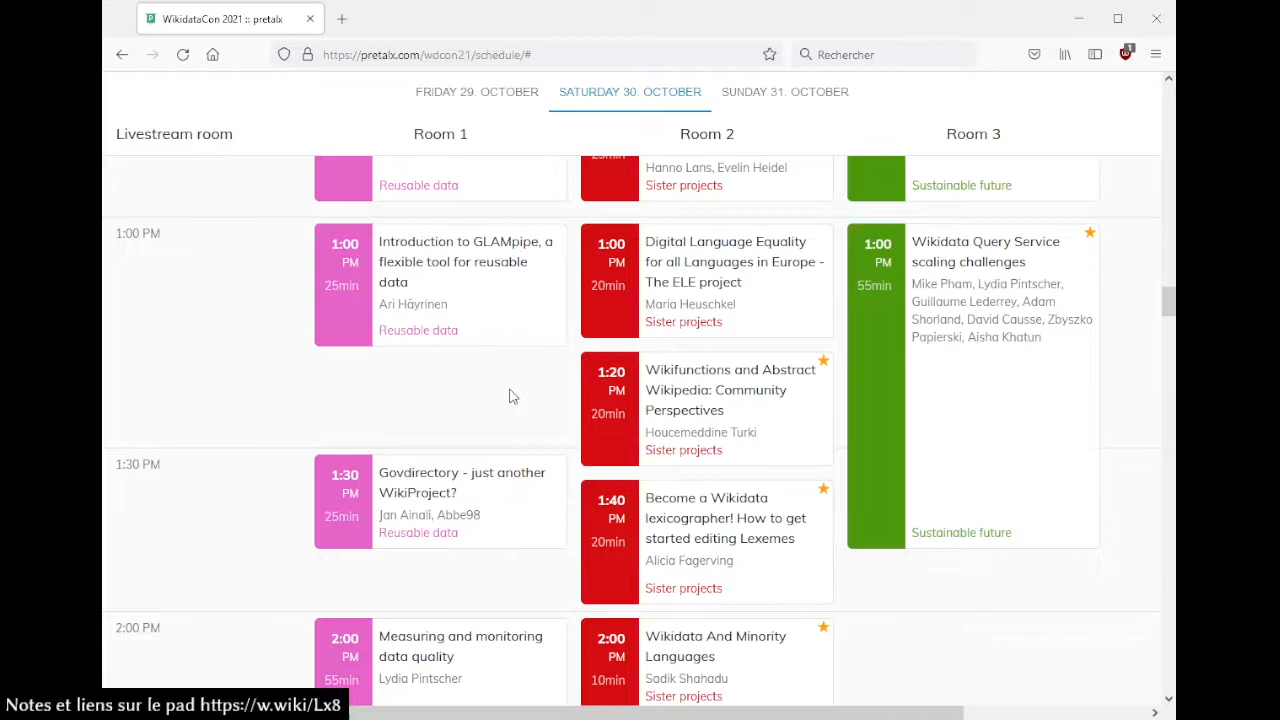 WikidataCon 2021 :: pretalx
https://pretalx.com/wdcon21/schedule/#
Rechercher
1
FRIDAY 29. OCTOBER
SATURDAY 30. OCTOBER
SUNDAY 31. OCTOBER
Livestream room
Room 1
Room 2
Room 3
Reusable data
Hanno Lans, Evelin Heidel
Sister projects
Sustainable future
1:00 PM
1:00
PM
25min
Introduction to GLAMpipe, a
flexible tool for reusable
data
Ari Häyrinen
Reusable data
1:00
PM
20min
Digital Language Equality
for all Languages in Europe -
The ELE project
Maria Heuschkel
Sister projects
1:00
PM
55min
Wikidata Query Service
scaling challenges
Mike Pham, Lydia Pintscher,
Guillaume Lederrey, Adam
Shorland, David Causse, Zbyszko
Papierski, Aisha Khatun
Sustainable future
1:20
PM
20min
Wikifunctions and Abstract
Wikipedia: Community
Perspectives
Houcemeddine Turki
Sister projects
1:30 PM
1:30
PM
25min
Govdirectory - just another
WikiProject?
Jan Ainali, Abbe98
Reusable data
1:40
PM
20min
Become a Wikidata
lexicographer! How to get
started editing Lexemes
Alicia Fagerving
Sister projects
2:00 PM
2:00
PM
55min
Measuring and monitoring
data quality
Lydia Pintscher
2:00
PM
10min
Wikidata And Minority
Languages
Sadik Shahadu
Sister projects
Notes et liens sur le pad https://w.wiki/Lx8